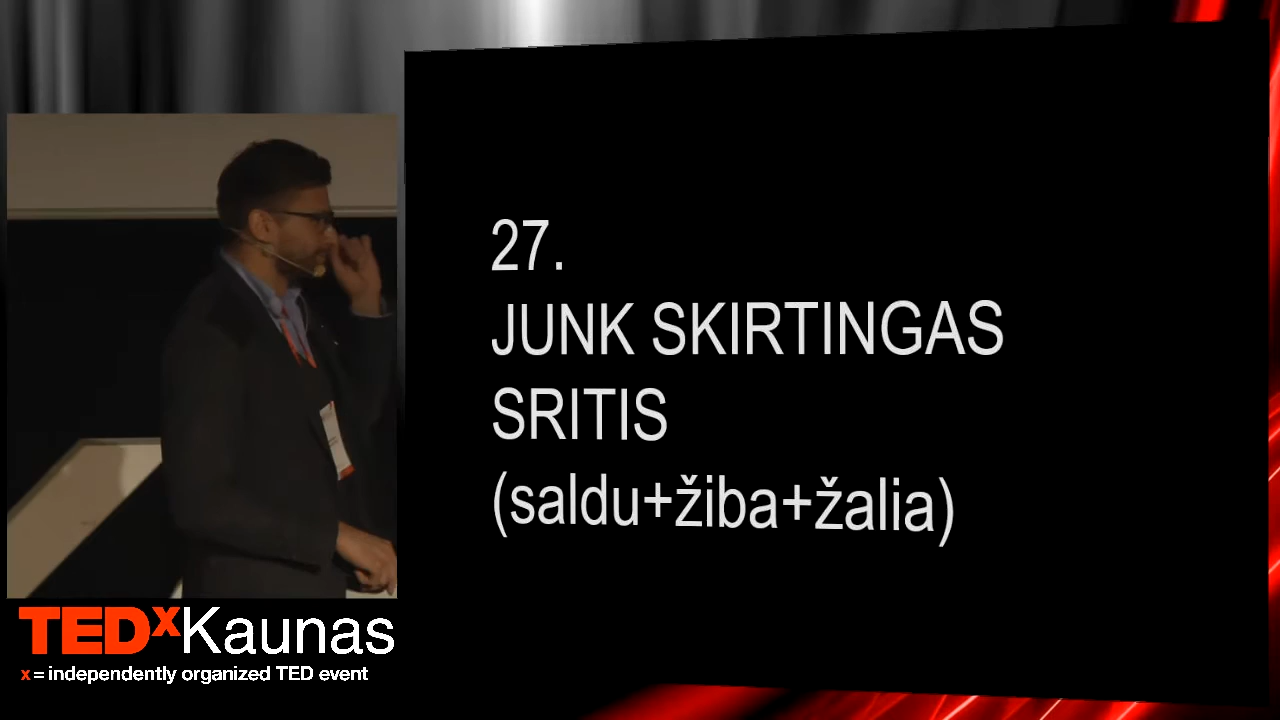 27.
JUNK SKIRTINGAS
SRITIS
(saldu+žiba+žalia)
TEDxKaunas
x = independently organized TED event